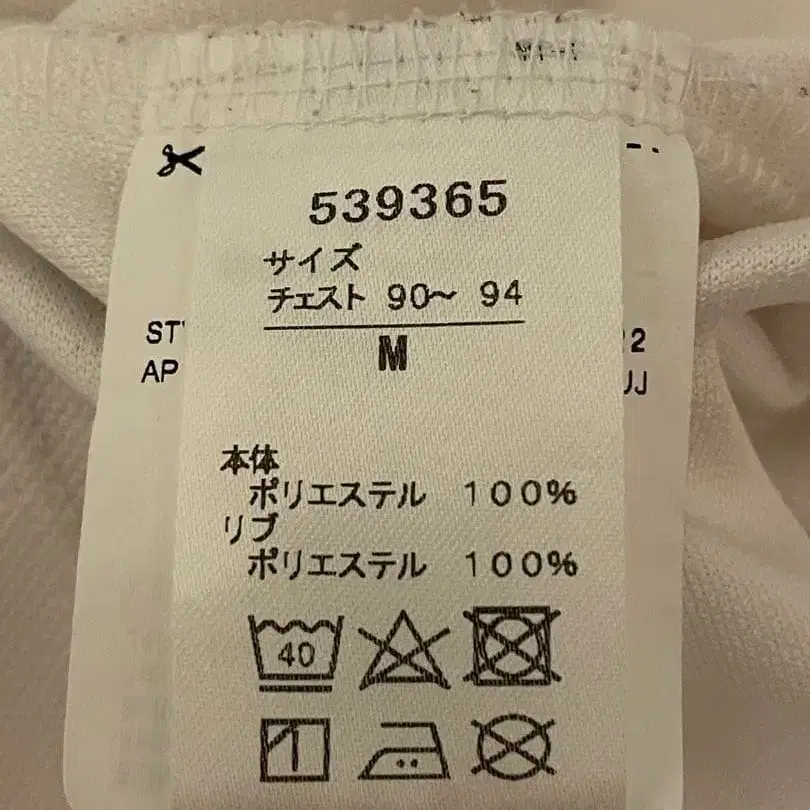 539365
サイズ
チェスト 90～ 94
M
本体
ポリエステル 100%
リブ
ポリエステル 100%
40